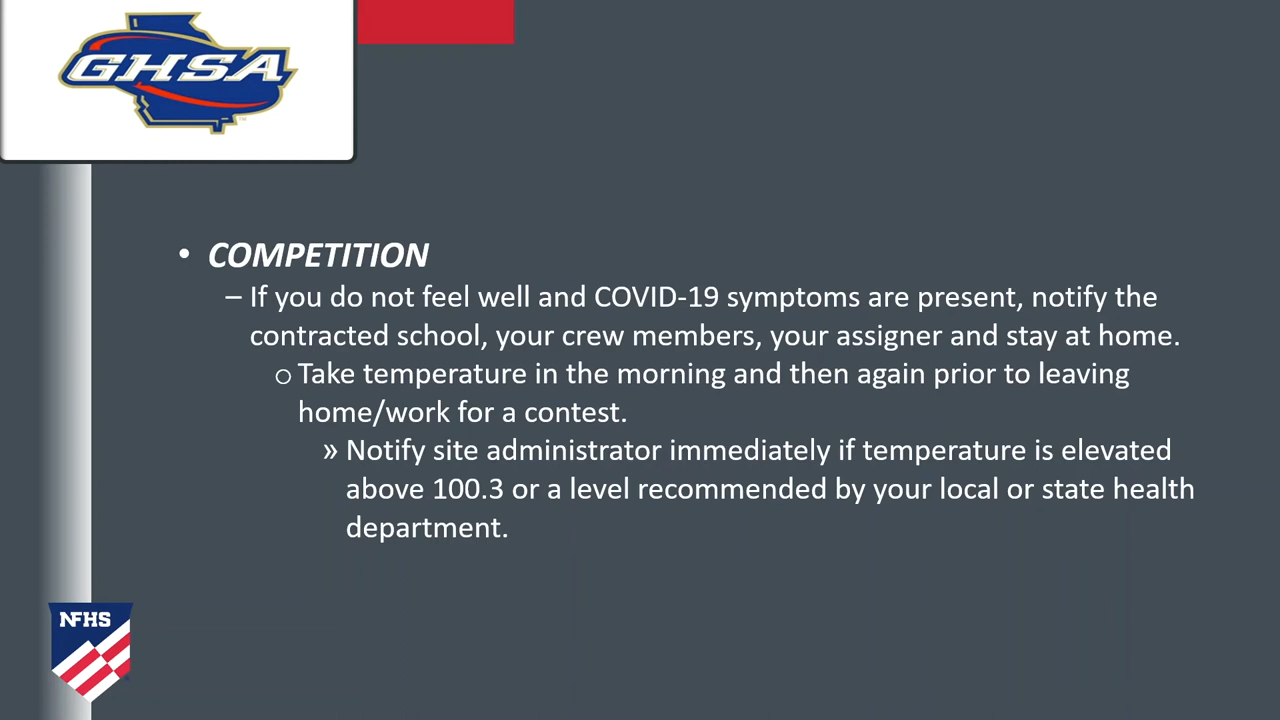 GHSA
• COMPETITION
– If you do not feel well and COVID-19 symptoms are present, notify the
contracted school, your crew members, your assigner and stay at home.
o Take temperature in the morning and then again prior to leaving
home/work for a contest.
» Notify site administrator immediately if temperature is elevated
above 100.3 or a level recommended by your local or state health
department.
NFHS